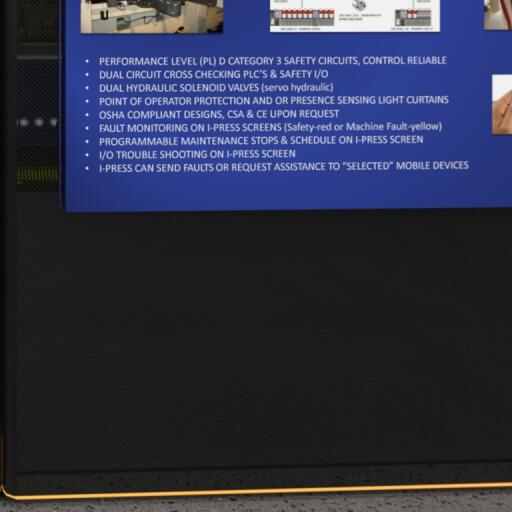 • PERFORMANCE LEVEL (PL) D CATEGORY 3 SAFETY CIRCUITS, CONTROL RELIABLE
• DUAL CIRCUIT CROSS CHECKING PLC'S & SAFETY I/O
• DUAL HYDRAULIC SOLENOID VALVES (servo hydraulic)
• POINT OF OPERATOR PROTECTION AND OR PRESENCE SENSING LIGHT CURTAINS
• OSHA COMPLIANT DESIGNS, CSA & CE UPON REQUEST
• FAULT MONITORING ON I-PRESS SCREENS (Safety-red or Machine Fault-yellow)
• PROGRAMMABLE MAINTENANCE STOPS & SCHEDULE ON I-PRESS SCREEN
• I/O TROUBLE SHOOTING ON I-PRESS SCREEN
• I-PRESS CAN SEND FAULTS OR REQUEST ASSISTANCE TO “SELECTED” MOBILE DEVICES